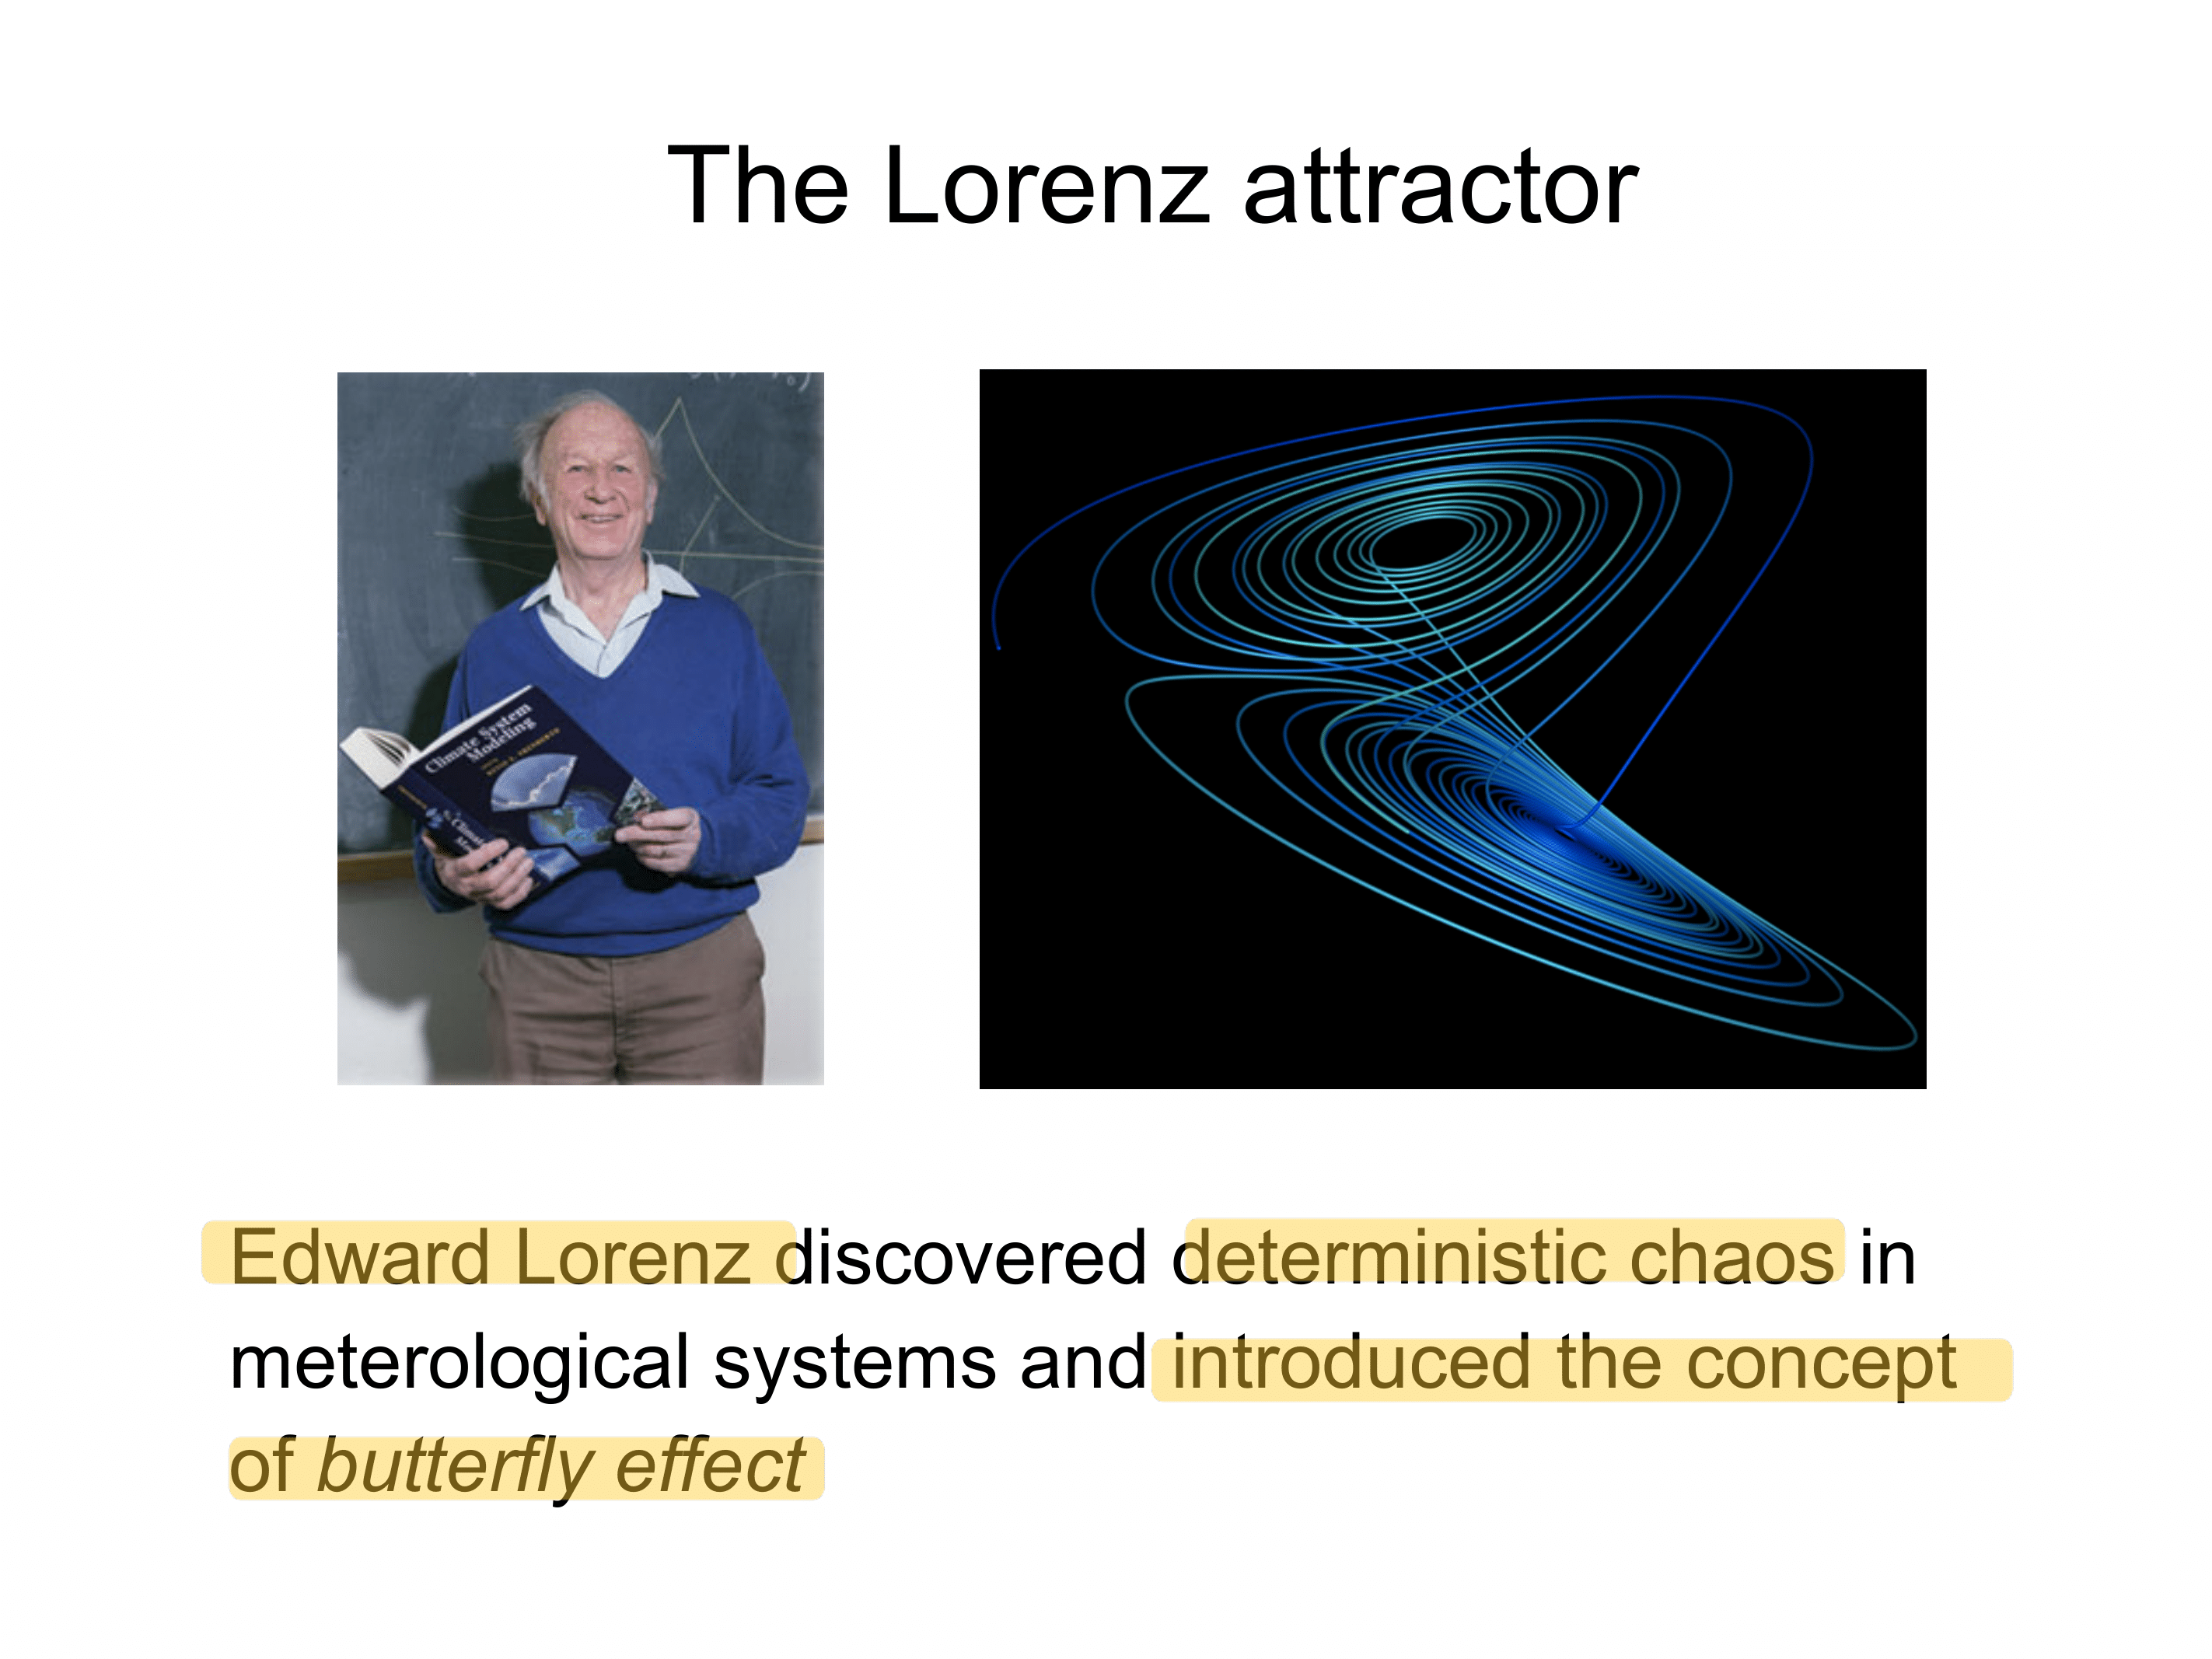 The Lorenz attractor
Climate System
Modeling
Edward Lorenz discovered deterministic chaos in
meterological systems and introduced the concept
of butterfly effect